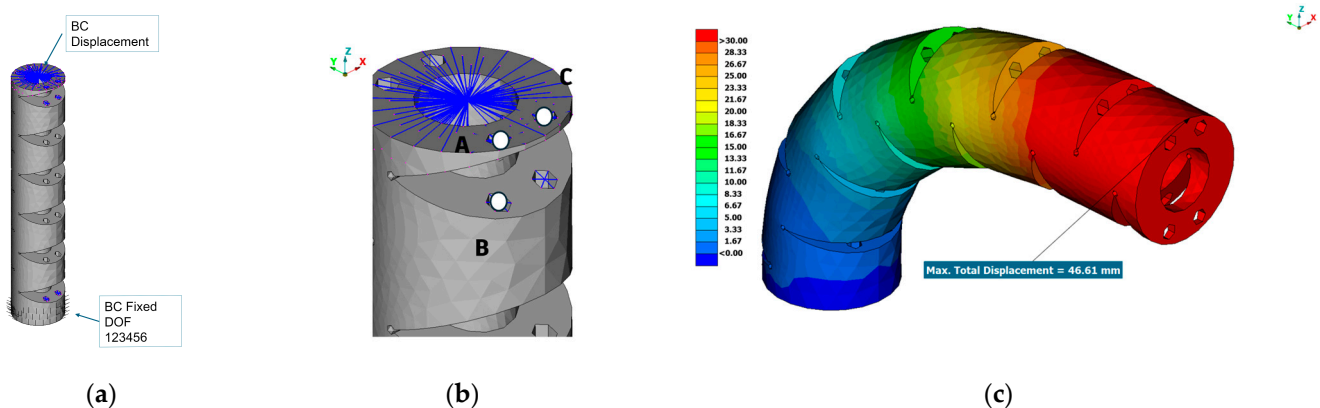 BC
Displacement
BC Fixed
DOF
123456
(a)
Z
Y X
A
B
C
(b)
>30.00
28.33
26.67
25.00
23.33
21.67
20.00
18.33
16.67
15.00
13.33
11.67
10.00
8.33
6.67
5.00
3.33
1.67
<0.00
Max. Total Displacement = 46.61 mm
Z
Y X
(c)